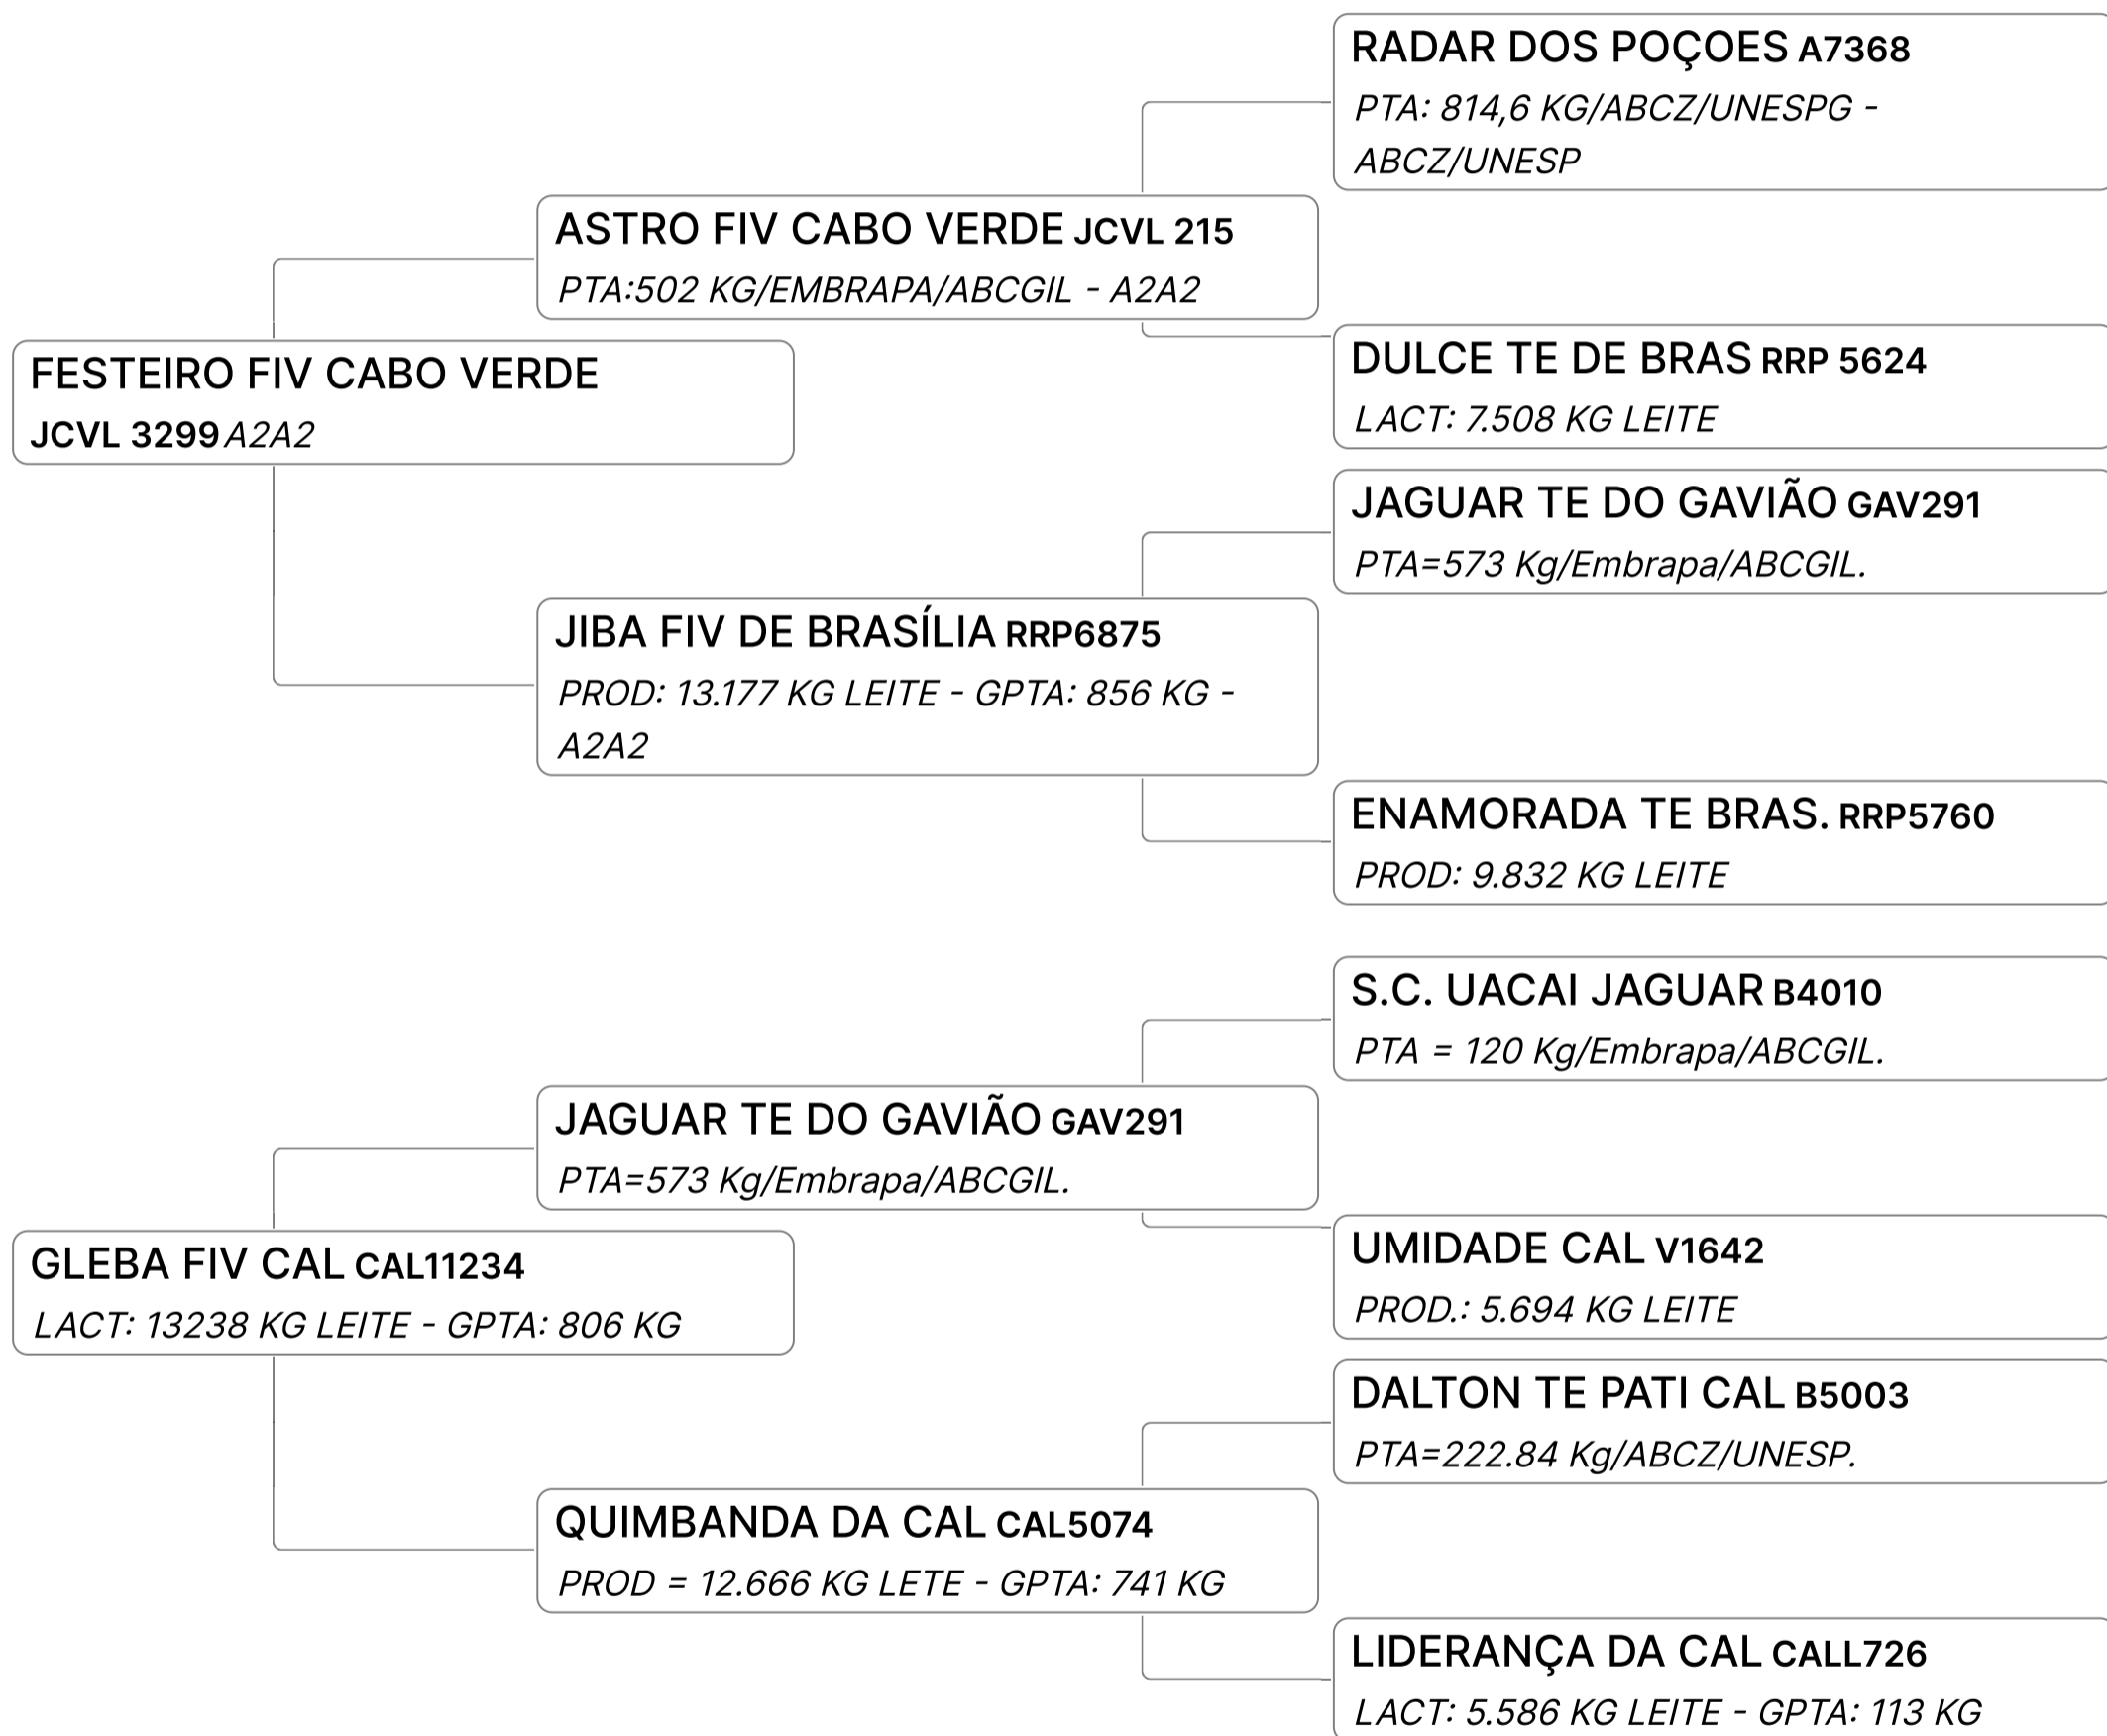 RADAR DOS POÇOES A7368
PTA: 814,6 KG/ABCZ/UNESPG -
ABCZ/UNESP
ASTRO FIV CABO VERDE JCVL 215
PTA:502 KG/EMBRAPA/ABCGIL - A2A2
DULCE TE DE BRAS RRP 5624
LACT: 7.508 KG LEITE
FESTEIRO FIV CABO VERDE
JCVL 3299 A2A2
JAGUAR TE DO GAVIÃO GAV291
PTA=573 Kg/Embrapa/ABCGIL.
JIBA FIV DE BRASÍLIA RRP6875
PROD: 13.177 KG LEITE - GPTA: 856 KG -
A2A2
ENAMORADA TE BRAS. RRP5760
PROD: 9.832 KG LEITE
S.C. UACAI JAGUAR B4010
PTA = 120 Kg/Embrapa/ABCGIL.
JAGUAR TE DO GAVIÃO GAV291
PTA=573 Kg/Embrapa/ABCGIL.
UMIDADE CAL V1642
PROD.: 5.694 KG LEITE
GLEBA FIV CAL CAL11234
LACT: 13238 KG LEITE - GPTA: 806 KG
DALTON TE PATI CAL B5003
PTA=222.84 Kg/ABCZ/UNESP.
QUIMBANDA DA CAL CAL5074
PROD = 12.666 KG LETE - GPTA: 741 KG
LIDERANÇA DA CAL CALL726
LACT: 5.586 KG LEITE - GPTA: 113 KG